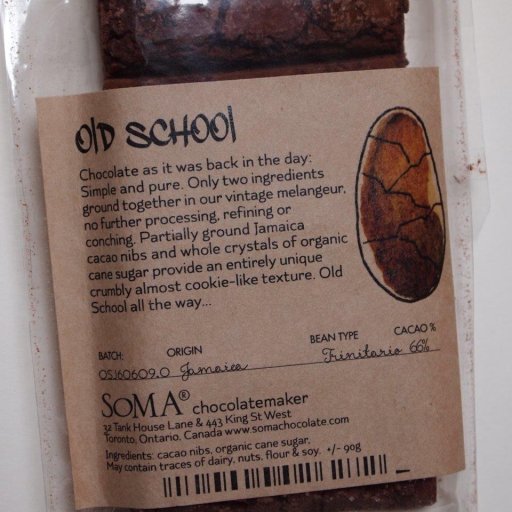 OLD SCHOOL
Chocolate as it was back in the day:
Simple and pure. Only two ingredients
ground together in our vintage melangeur,
no further processing, refining or
conching. Partially ground Jamaica
cacao nibs and whole crystals of organic
cane sugar provide an entirely unique
crumbly almost cookie-like texture. Old
School all the way...
BATCH: ORIGIN BEAN TYPE CACAO %
OS160609.0 Jamaica Trinitario 66%
SOMA® chocolatemaker
32 Tank House Lane & 443 King St West
Toronto, Ontario, Canada www.somachocolate.com
Ingredients: cacao nibs, organic cane sugar.
May contain traces of dairy, nuts, flour & soy. +/- 90g